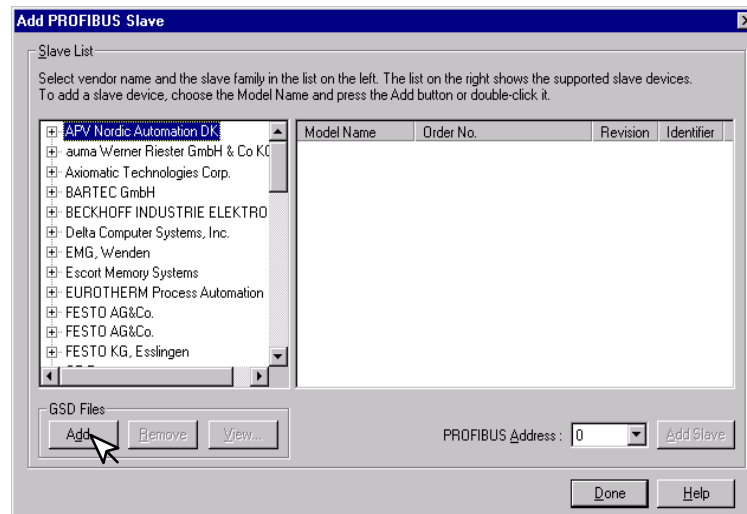 Add PROFIBUS Slave
Slave List
Select vendor name and the slave family in the list on the left. The list on the right shows the supported slave devices.
To add a slave device, choose the Model Name and press the Add button or double-click it.
APV Nordic Automation DK
auma Werner Riester GmbH & Co KG
Axiomatic Technologies Corp.
BARTEC GmbH
BECKHOFF INDUSTRIE ELEKTRO
Delta Computer Systems, Inc.
EMG, Wenden
Escort Memory Systems
EUROTHERM Process Automation
FESTO AG&Co.
FESTO AG&Co.
FESTO KG, Esslingen
Model Name Order No. Revision Identifier
GSD Files
Add... Remove View...
PROFIBUS Address : 0 Add Slave
Done Help